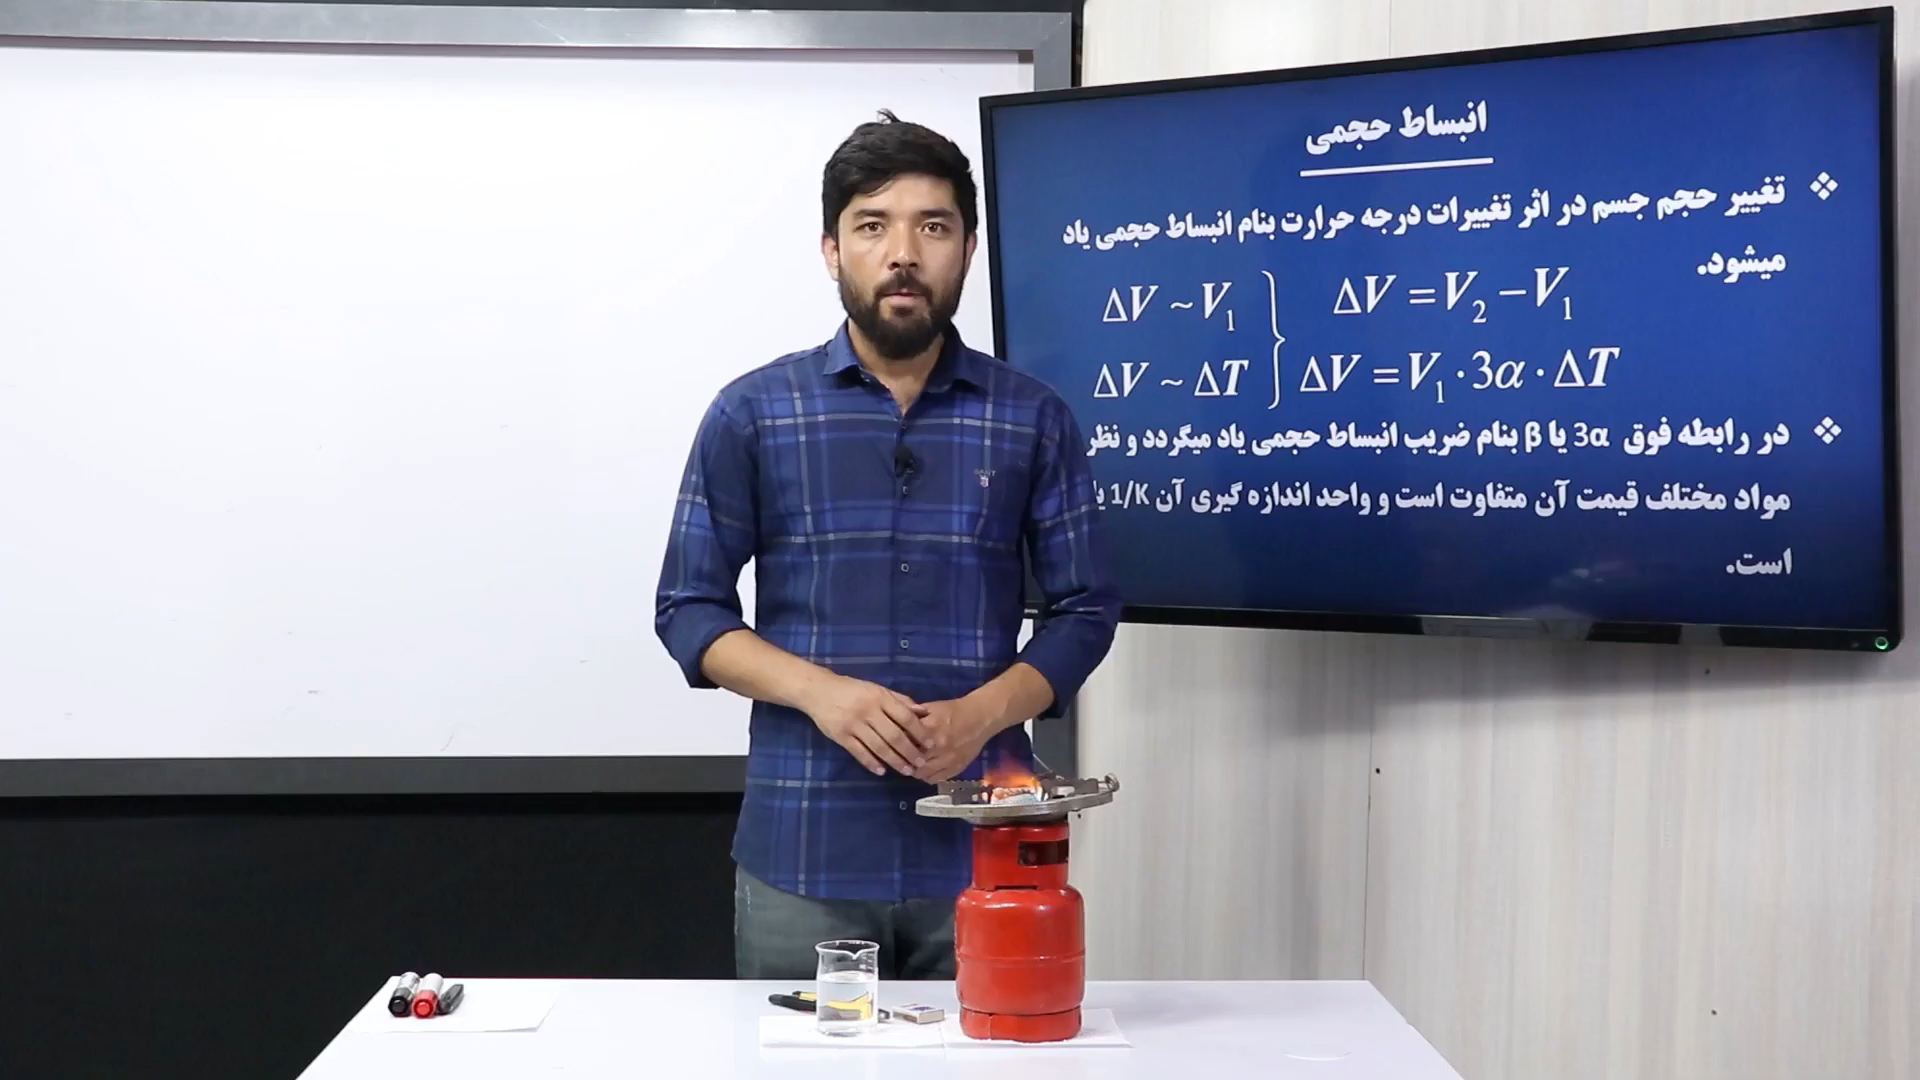 انبساط حجمی
❖ تغییر حجم جسم در اثر تغییرات درجه حرارت بنام انبساط حجمی یاد
میشود.
ΔV ~ V₁ } ΔV = V₂ − V₁
ΔV ~ ΔT } ΔV = V₁ · 3α · ΔT
❖ در رابطه فوق 3α یا β بنام ضریب انبساط حجمی یاد میگردد و نظر
مواد مختلف قیمت آن متفاوت است و واحد اندازه گیری آن 1/K یا
است.
GANT